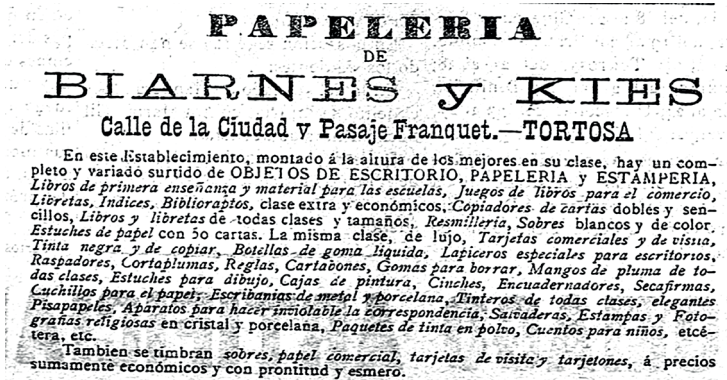 PAPELERIA
DE
BIARNES y KIES
Calle de la Ciudad y Pasaje Franquet.—TORTOSA
En este Establecimiento, montado á la altura de los mejores en su clase, hay un com-
pleto y variado surtido de OBJETOS DE ESCRITORIO, PAPELERIA y ESTAMPERIA,
Libros de primera enseñanza y material para las escuelas, Juegos de libros para el comercio,
Libretas, Indices, Biblioraptos, clase extra y económicos, Copiadores de cartas dobles y sen-
cillos, Libros y libretas de todas clases y tamaños, Resmilleria, Sobres blancos y de color,
Estuches de papel con 50 cartas. La misma clase, de lujo, Tarjetas comerciales y de visita,
Tinta negra y de copiar, Botellas de goma liquida, Lapiceros especiales para escritorios,
Raspadores, Cortaplumas, Reglas, Cartabones, Gomas para borrar, Mangos de pluma de to-
das clases, Estuches para dibujo, Cajas de pintura, Cinches, Encuadernadores, Secafirmas,
Cuchillos para el papel, Escribanias de metal y porcelana, Tinteros de todas clases, elegantes
Pisapapeles, Aparatos para hacer inviolable la correspondencia, Salvaderas, Estampas y Foto-
grafías religiosas en cristal y porcelana, Paquetes de tinta en polvo, Cuentos para niños, etcé-
tera, etc.
Tambien se timbran sobres, papel comercial, tarjetas de visita y tarjetones, á precios
sumamente económicos y con prontitud y esmero.